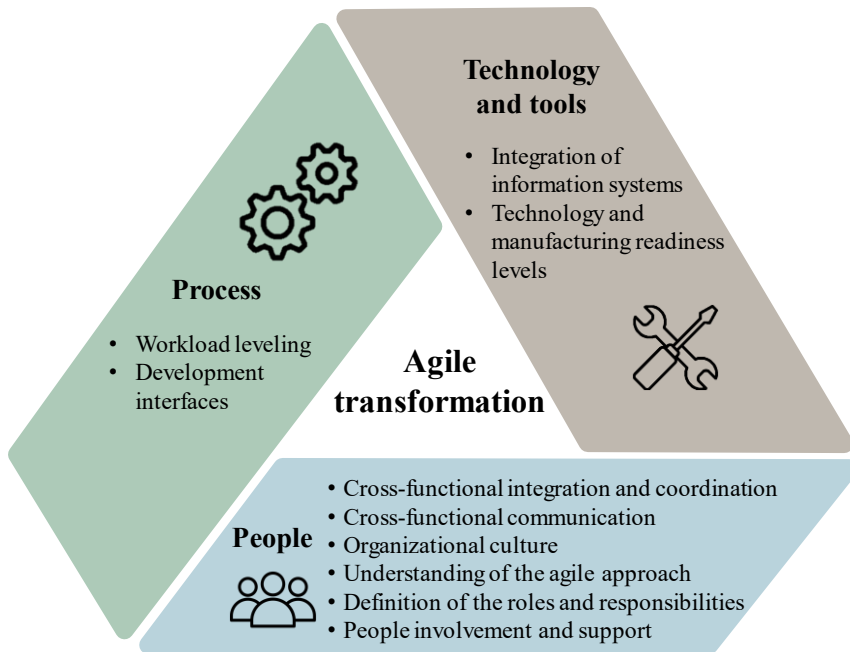 Technology
and tools
• Integration of
information systems
• Technology and
manufacturing readiness
levels
Process
• Workload leveling
• Development
interfaces
Agile
transformation
People
• Cross-functional integration and coordination
• Cross-functional communication
• Organizational culture
• Understanding of the agile approach
• Definition of the roles and responsibilities
• People involvement and support